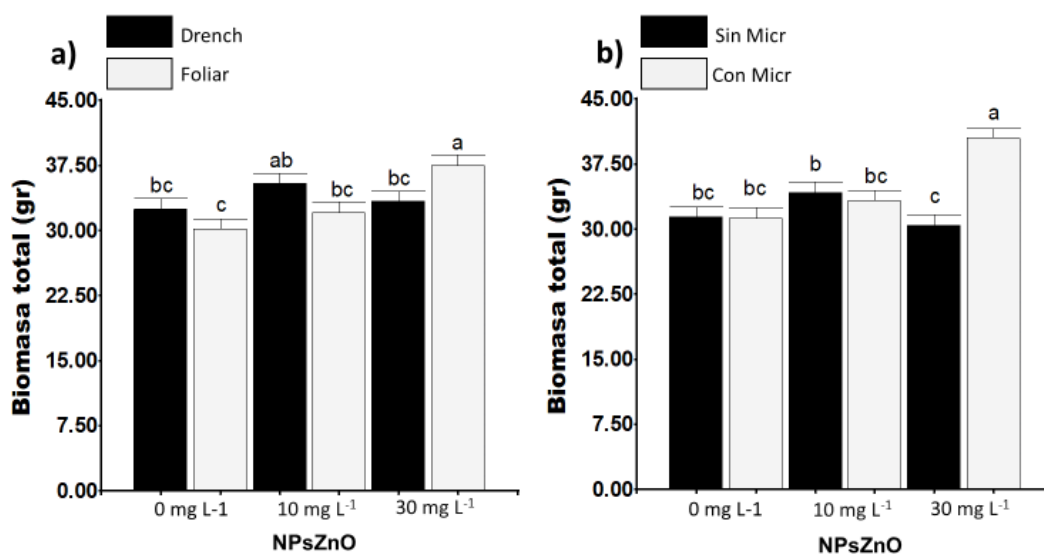 a)
Drench
Foliar
Biomasa total (gr)
45.00
37.50
30.00
22.50
15.00
7.50
0.00
bc
c
ab
bc
bc
a
0 mg L-1
10 mg L⁻¹
30 mg L⁻¹
NPsZnO
b)
Sin Micr
Con Micr
Biomasa total (gr)
45.00
37.50
30.00
22.50
15.00
7.50
0.00
bc
bc
b
bc
c
a
0 mg L-1
10 mg L⁻¹
30 mg L⁻¹
NPsZnO